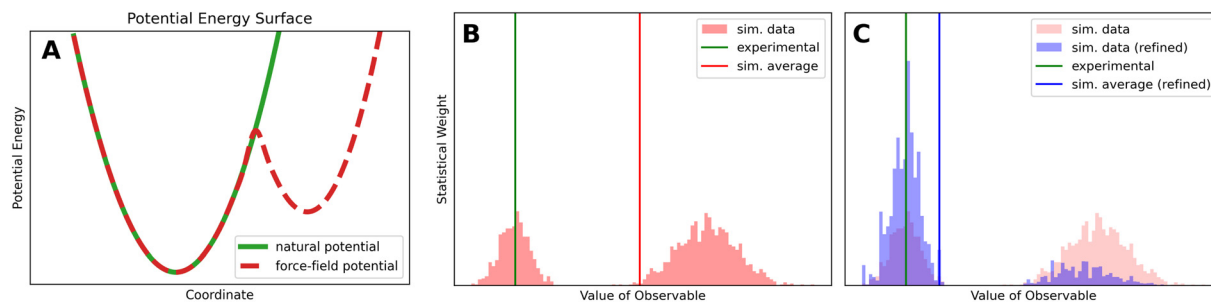 Potential Energy Surface
A
Potential Energy
natural potential
force-field potential
Coordinate
B
sim. data
experimental
sim. average
Statistical Weight
Value of Observable
C
sim. data
sim. data (refined)
experimental
sim. average (refined)
Value of Observable